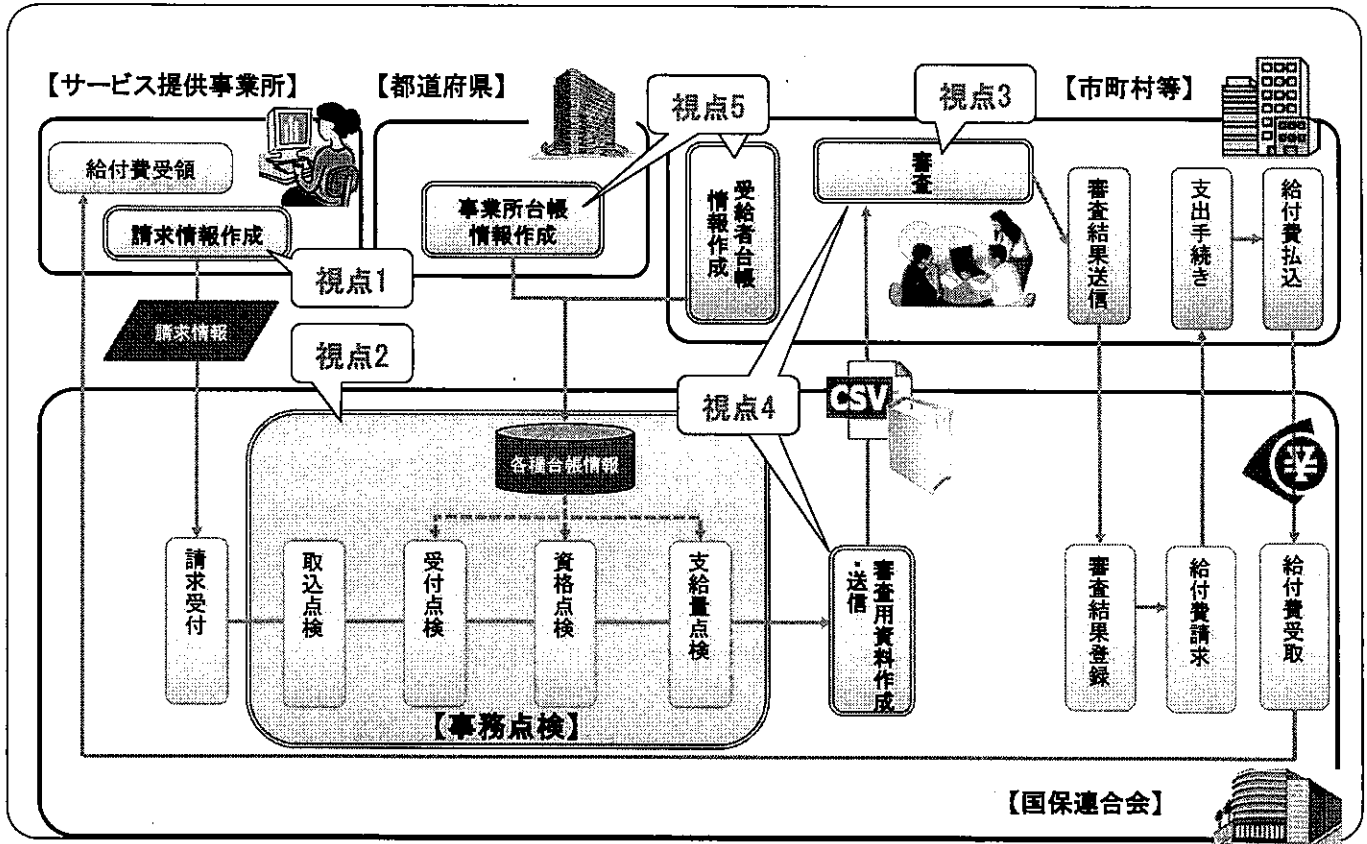 【サービス提供事業所】
【都道府県】
【市町村等】
視点5
視点3
給付費受領
請求情報作成
事業所台帳
情報作成
受給者台帳
情報作成
審査
審査結果送信
支出手続き
給付費払込
視点1
請求情報
視点2
視点4
CSV
各種台帳情報
¥
請求受付
取込点検
受付点検
資格点検
支給量点検
審査用資料作成
・送信
審査結果登録
給付費請求
給付費受取
【事務点検】
【国保連合会】